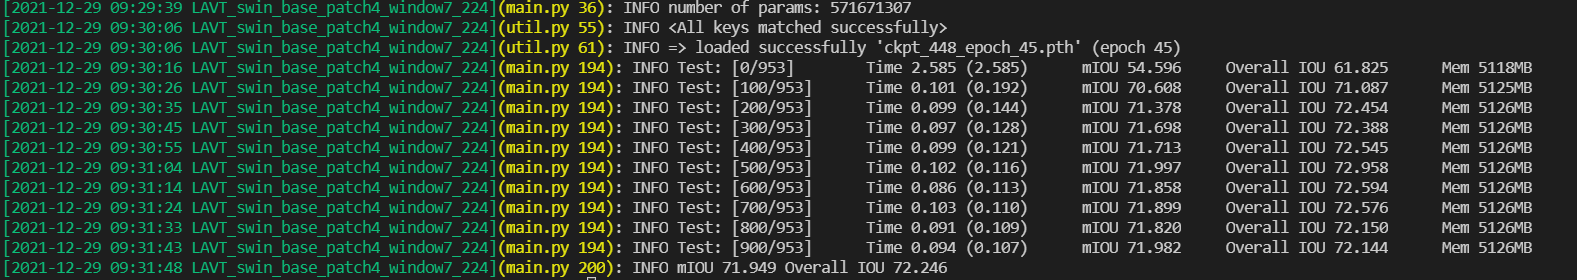 [2021-12-29 09:29:39 LAVT_swin_base_patch4_window7_224](main.py 36): INFO number of params: 571671307
[2021-12-29 09:30:06 LAVT_swin_base_patch4_window7_224](util.py 55): INFO <All keys matched successfully>
[2021-12-29 09:30:06 LAVT_swin_base_patch4_window7_224](util.py 61): INFO => loaded successfully 'ckpt_448_epoch_45.pth' (epoch 45)
[2021-12-29 09:30:16 LAVT_swin_base_patch4_window7_224](main.py 194): INFO Test: [0/953] Time 2.585 (2.585) mIOU 54.596 Overall IOU 61.825 Mem 5118MB
[2021-12-29 09:30:26 LAVT_swin_base_patch4_window7_224](main.py 194): INFO Test: [100/953] Time 0.101 (0.192) mIOU 70.608 Overall IOU 71.087 Mem 5125MB
[2021-12-29 09:30:35 LAVT_swin_base_patch4_window7_224](main.py 194): INFO Test: [200/953] Time 0.099 (0.144) mIOU 71.378 Overall IOU 72.454 Mem 5126MB
[2021-12-29 09:30:45 LAVT_swin_base_patch4_window7_224](main.py 194): INFO Test: [300/953] Time 0.097 (0.128) mIOU 71.698 Overall IOU 72.388 Mem 5126MB
[2021-12-29 09:30:55 LAVT_swin_base_patch4_window7_224](main.py 194): INFO Test: [400/953] Time 0.099 (0.121) mIOU 71.713 Overall IOU 72.545 Mem 5126MB
[2021-12-29 09:31:04 LAVT_swin_base_patch4_window7_224](main.py 194): INFO Test: [500/953] Time 0.102 (0.116) mIOU 71.997 Overall IOU 72.958 Mem 5126MB
[2021-12-29 09:31:14 LAVT_swin_base_patch4_window7_224](main.py 194): INFO Test: [600/953] Time 0.086 (0.113) mIOU 71.858 Overall IOU 72.594 Mem 5126MB
[2021-12-29 09:31:24 LAVT_swin_base_patch4_window7_224](main.py 194): INFO Test: [700/953] Time 0.103 (0.110) mIOU 71.899 Overall IOU 72.576 Mem 5126MB
[2021-12-29 09:31:33 LAVT_swin_base_patch4_window7_224](main.py 194): INFO Test: [800/953] Time 0.091 (0.109) mIOU 71.820 Overall IOU 72.150 Mem 5126MB
[2021-12-29 09:31:43 LAVT_swin_base_patch4_window7_224](main.py 194): INFO Test: [900/953] Time 0.094 (0.107) mIOU 71.982 Overall IOU 72.144 Mem 5126MB
[2021-12-29 09:31:48 LAVT_swin_base_patch4_window7_224](main.py 200): INFO mIOU 71.949 Overall IOU 72.246